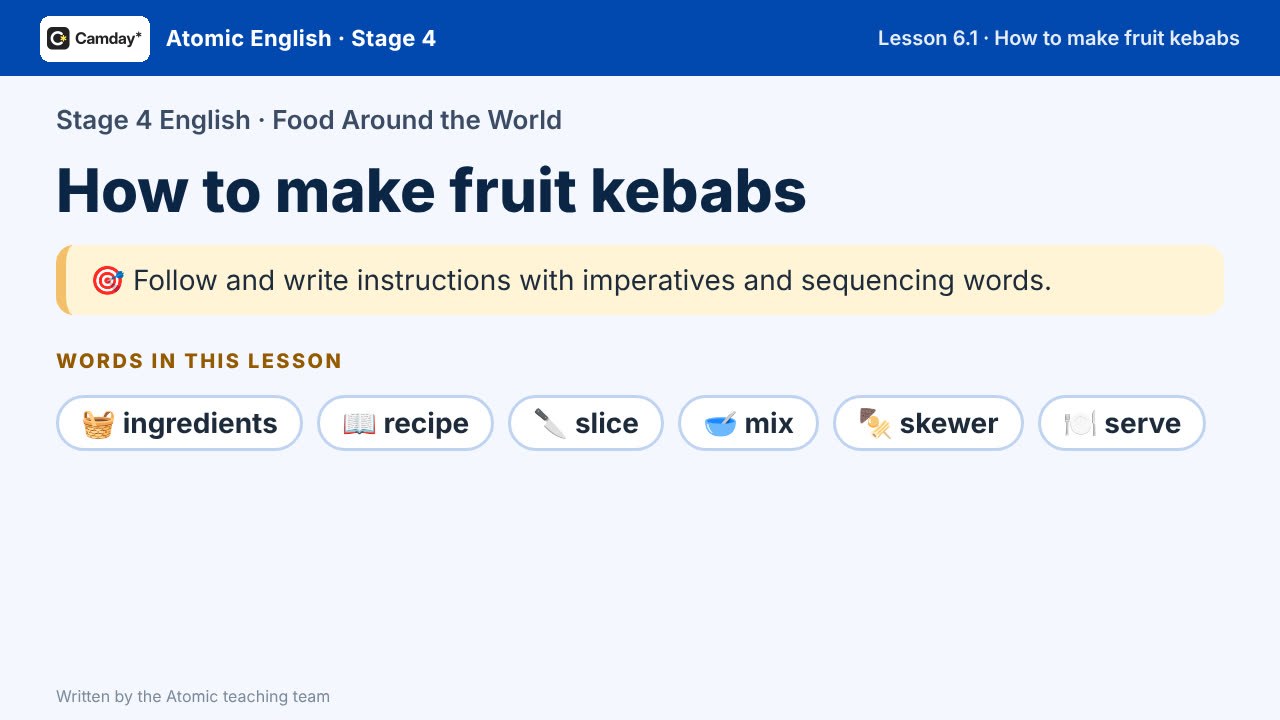 Camday* Atomic English · Stage 4
Lesson 6.1 · How to make fruit kebabs
Stage 4 English · Food Around the World
How to make fruit kebabs
🎯 Follow and write instructions with imperatives and sequencing words.
WORDS IN THIS LESSON
🧺 ingredients 📖 recipe 🔪 slice 🥣 mix 🍢 skewer 🍽️ serve
Written by the Atomic teaching team